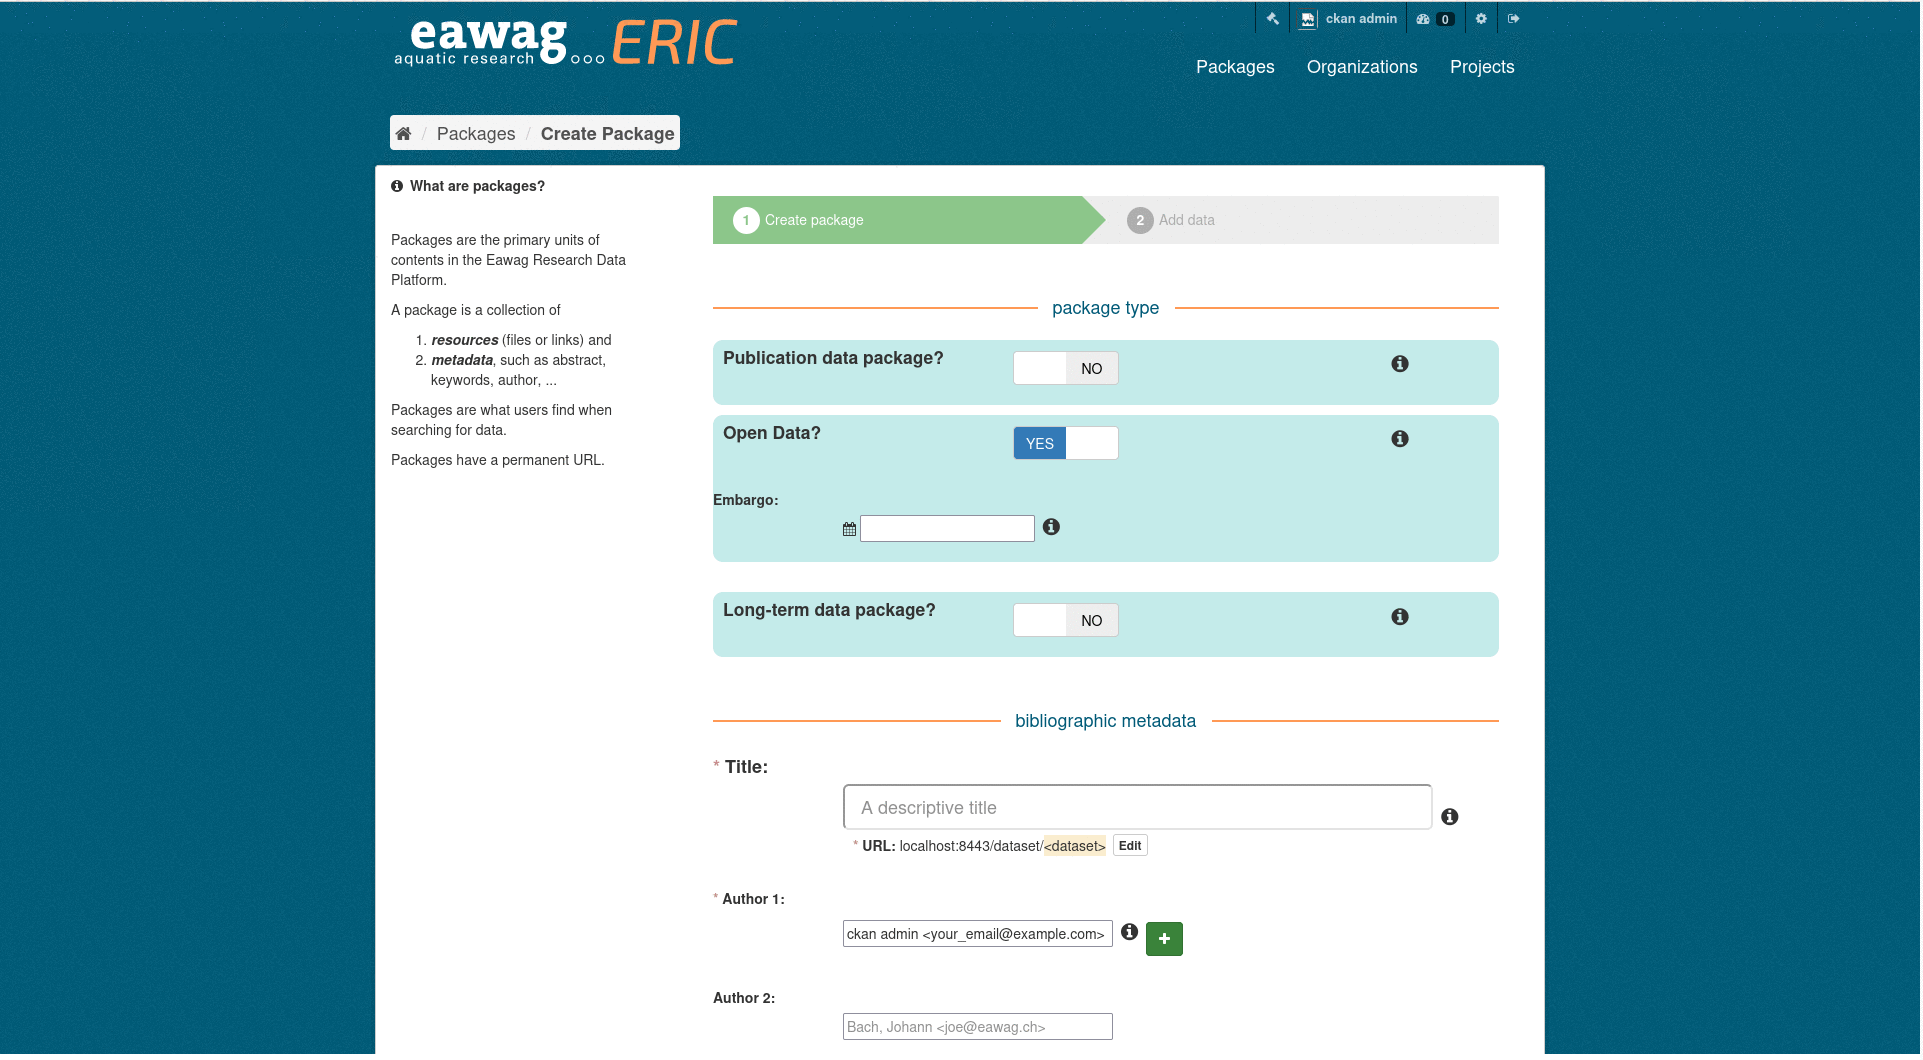 eawag
aquatic research ERIC
ckan admin 0
Packages Organizations Projects
/ Packages / Create Package
What are packages?
Packages are the primary units of
contents in the Eawag Research Data
Platform.
A package is a collection of
1. resources (files or links) and
2. metadata, such as abstract,
keywords, author, ...
Packages are what users find when
searching for data.
Packages have a permanent URL.
1 Create package
2 Add data
package type
Publication data package? NO
Open Data? YES
Embargo:
Long-term data package? NO
bibliographic metadata
* Title:
A descriptive title
* URL: localhost:8443/dataset/<dataset> Edit
* Author 1:
ckan admin <your_email@example.com> +
Author 2:
Bach, Johann <joe@eawag.ch>